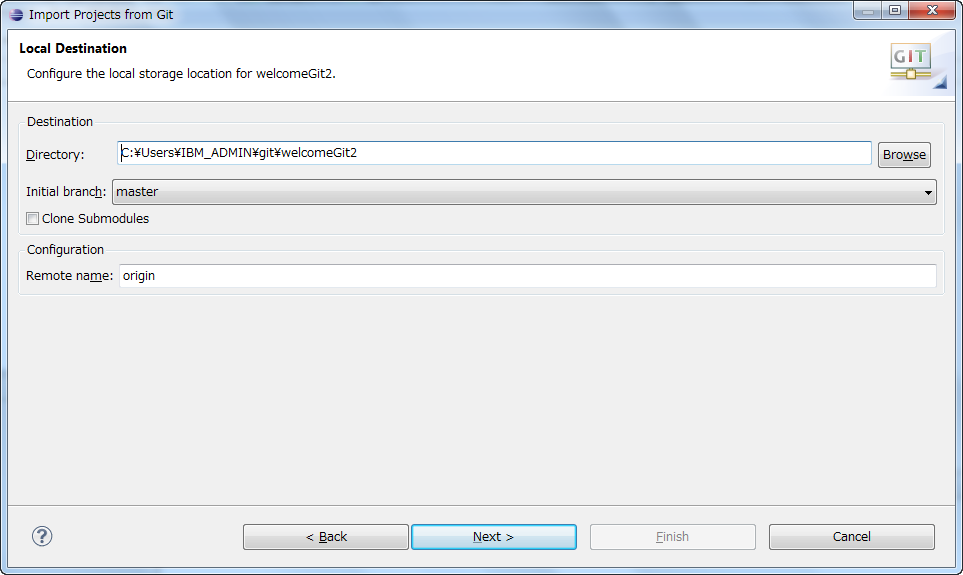 Import Projects from Git
Local Destination
Configure the local storage location for welcomeGit2.
GIT
Destination
Directory: C:¥Users¥IBM_ADMIN¥git¥welcomeGit2 Browse
Initial branch: master
Clone Submodules
Configuration
Remote name: origin
? < Back Next > Finish Cancel